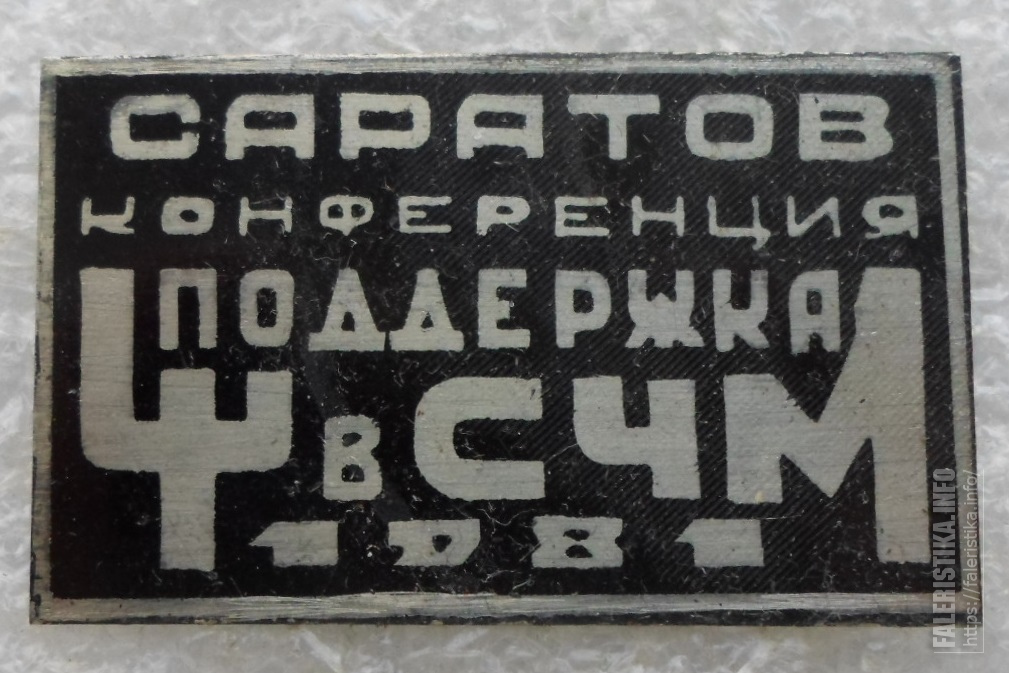 САРАТОВ
КОНФЕРЕНЦИЯ
ПОДДЕРЖКА
Ψ в СЧМ
1981
FALERISTIKA.INFO
https://faleristika.info/